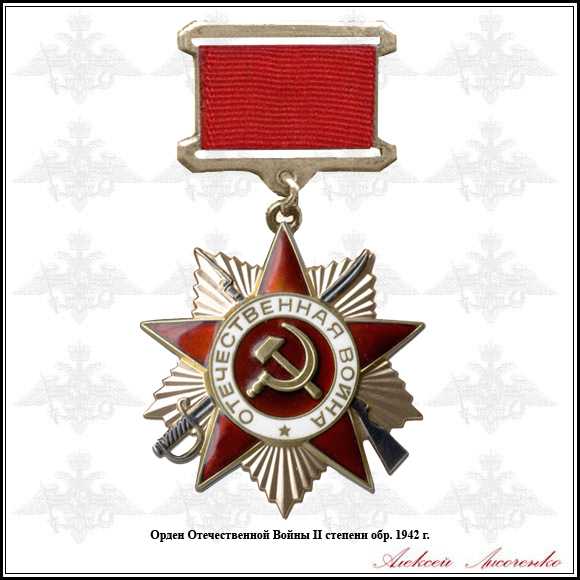 ОТЕЧЕСТВЕННАЯ ВОЙНА
Орден Отечественной Войны II степени обр. 1942 г.
Алексей Лисоченко